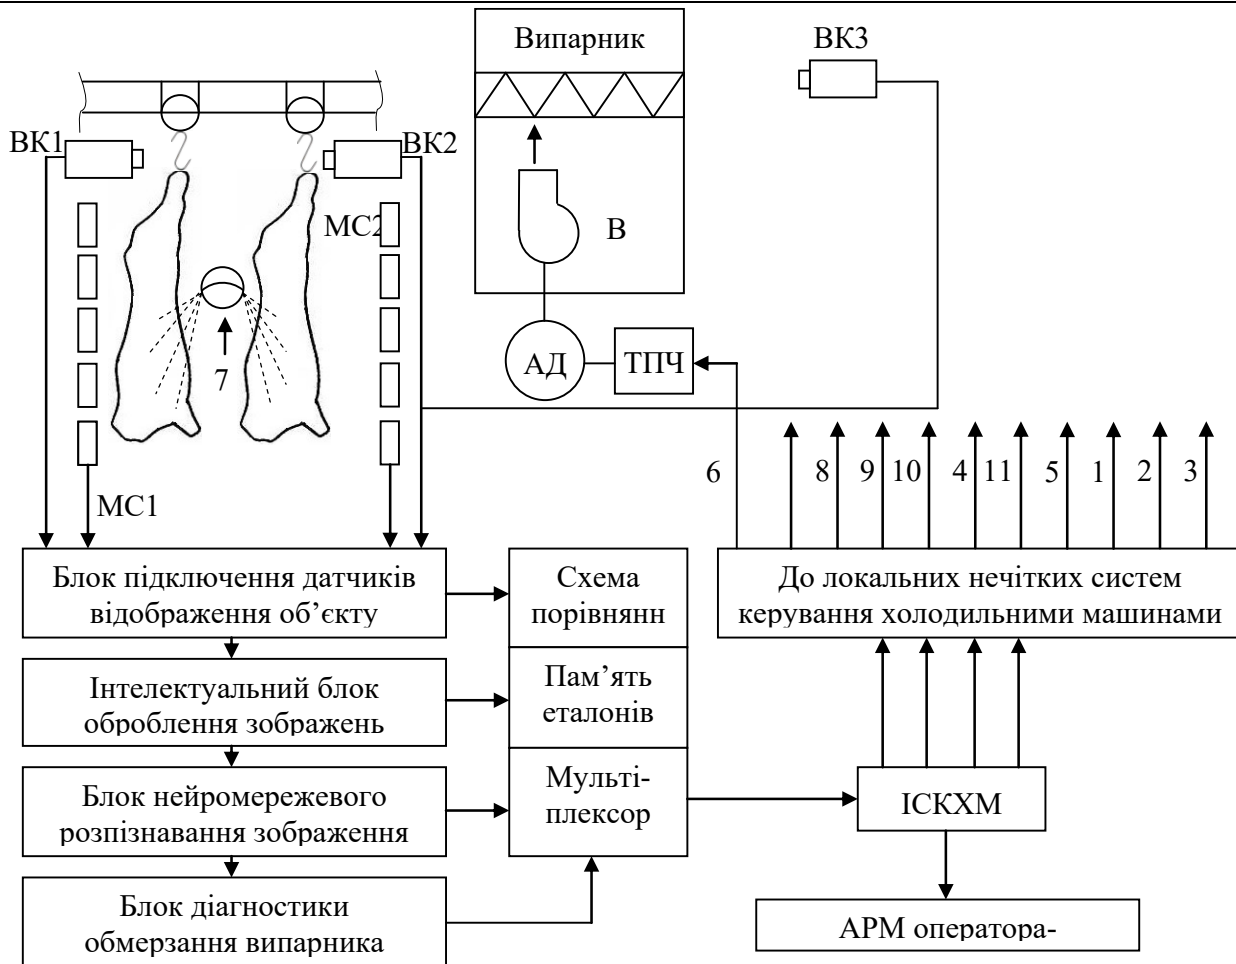 Випарник
ВК3
ВК1
ВК2
МС2
В
7
АД
ТПЧ
6
8
9
10
4
11
5
1
2
3
МС1
Блок підключення датчиків
відображення об’єкту
Схема
порівнянн
До локальних нечітких систем
керування холодильними машинами
Інтелектуальний блок
оброблення зображень
Пам’ять
еталонів
Блок нейромережевого
розпізнавання зображення
Мульті-
плексор
ІСКХМ
Блок діагностики
обмерзання випарника
АРМ оператора-